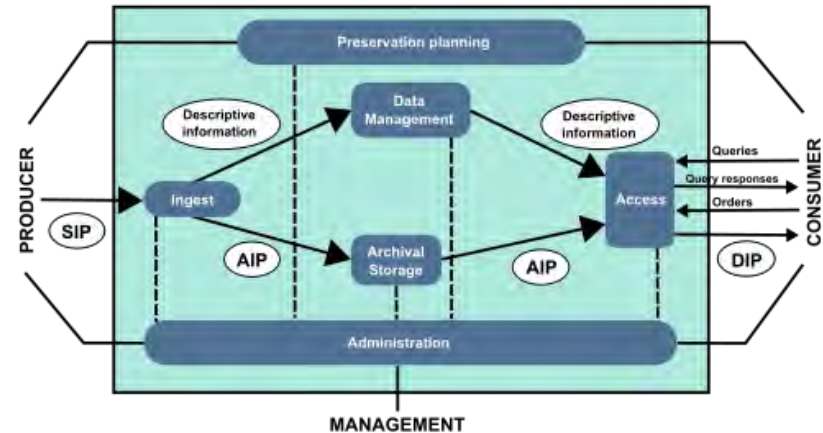 Preservation planning
Descriptive
information
Data
Management
Descriptive
information
PRODUCER
Ingest
SIP
AIP
Archival
Storage
AIP
Access
Queries
Query responses
Orders
DIP
CONSUMER
Administration
MANAGEMENT